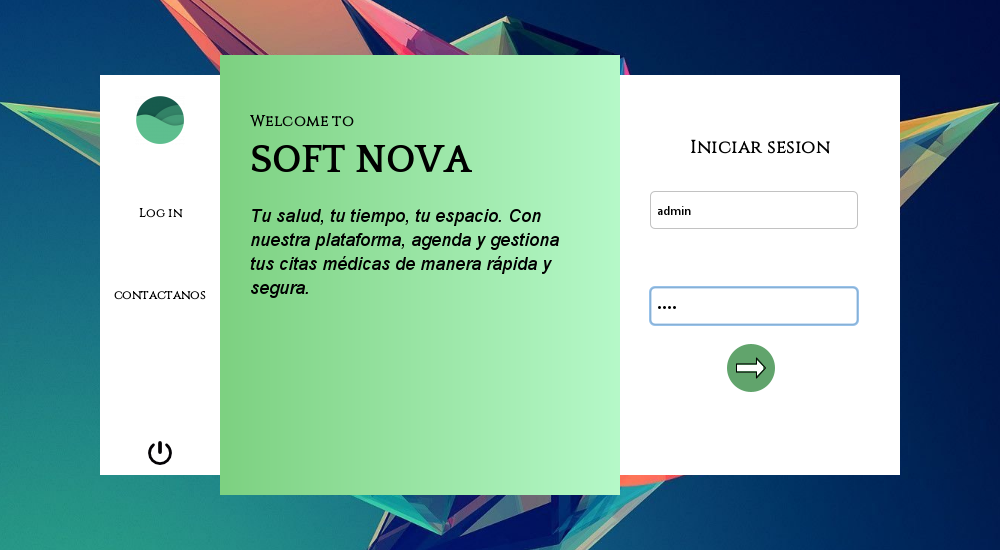 LOG IN
CONTACTANOS
WELCOME TO
SOFT NOVA
Tu salud, tu tiempo, tu espacio. Con
nuestra plataforma, agenda y gestiona
tus citas médicas de manera rápida y
segura.
INICIAR SESION
admin
••••